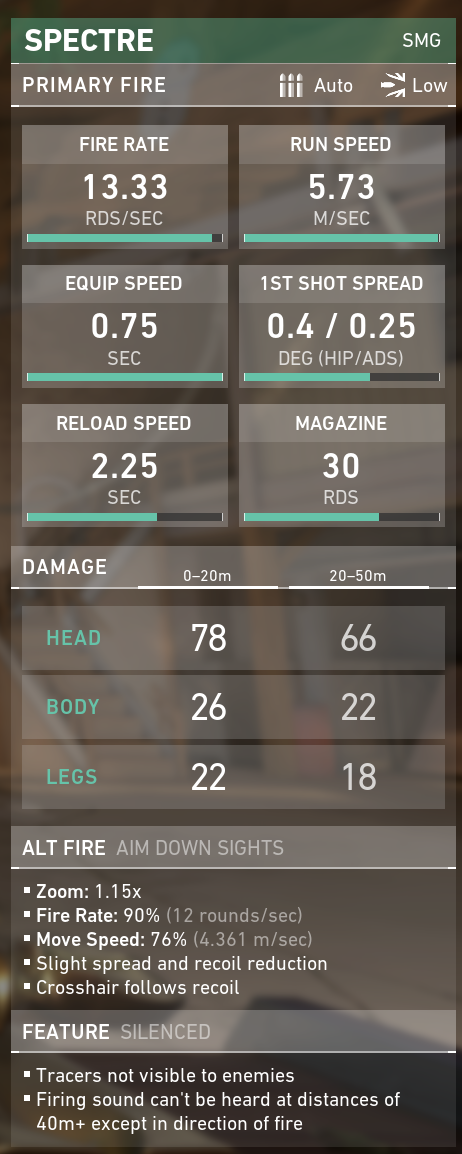 SPECTRE SMG
PRIMARY FIRE Auto Low
FIRE RATE RUN SPEED
13.33 5.73
RDS/SEC M/SEC
EQUIP SPEED 1ST SHOT SPREAD
0.75 0.4 / 0.25
SEC DEG (HIP/ADS)
RELOAD SPEED MAGAZINE
2.25 30
SEC RDS
DAMAGE 0–20m 20–50m
HEAD 78 66
BODY 26 22
LEGS 22 18
ALT FIRE AIM DOWN SIGHTS
▪ Zoom: 1.15x
▪ Fire Rate: 90% (12 rounds/sec)
▪ Move Speed: 76% (4.361 m/sec)
▪ Slight spread and recoil reduction
▪ Crosshair follows recoil
FEATURE SILENCED
▪ Tracers not visible to enemies
▪ Firing sound can't be heard at distances of
40m+ except in direction of fire